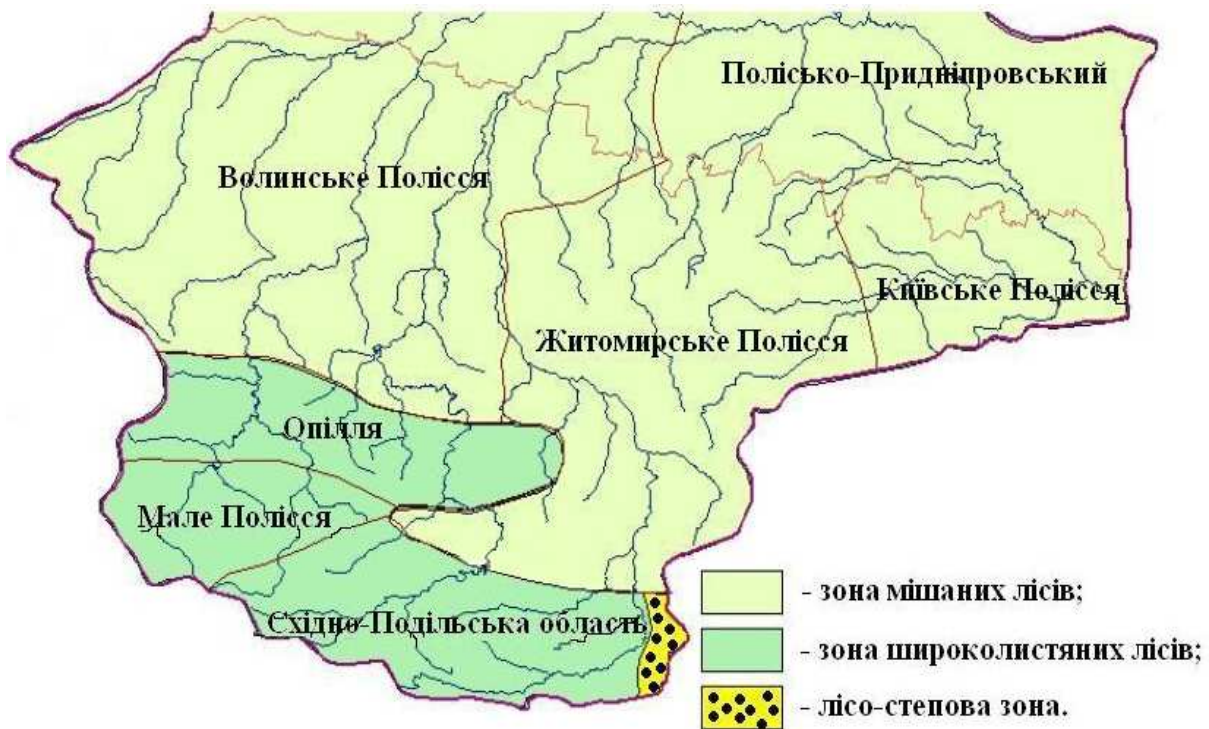 Полісько-Придніпровський
Волинське Полісся
Київське Полісся
Житомирське Полісся
Опілля
Мале Полісся
Східно-Подільська область
- зона мішаних лісів;
- зона широколистяних лісів;
- лісо-степова зона.